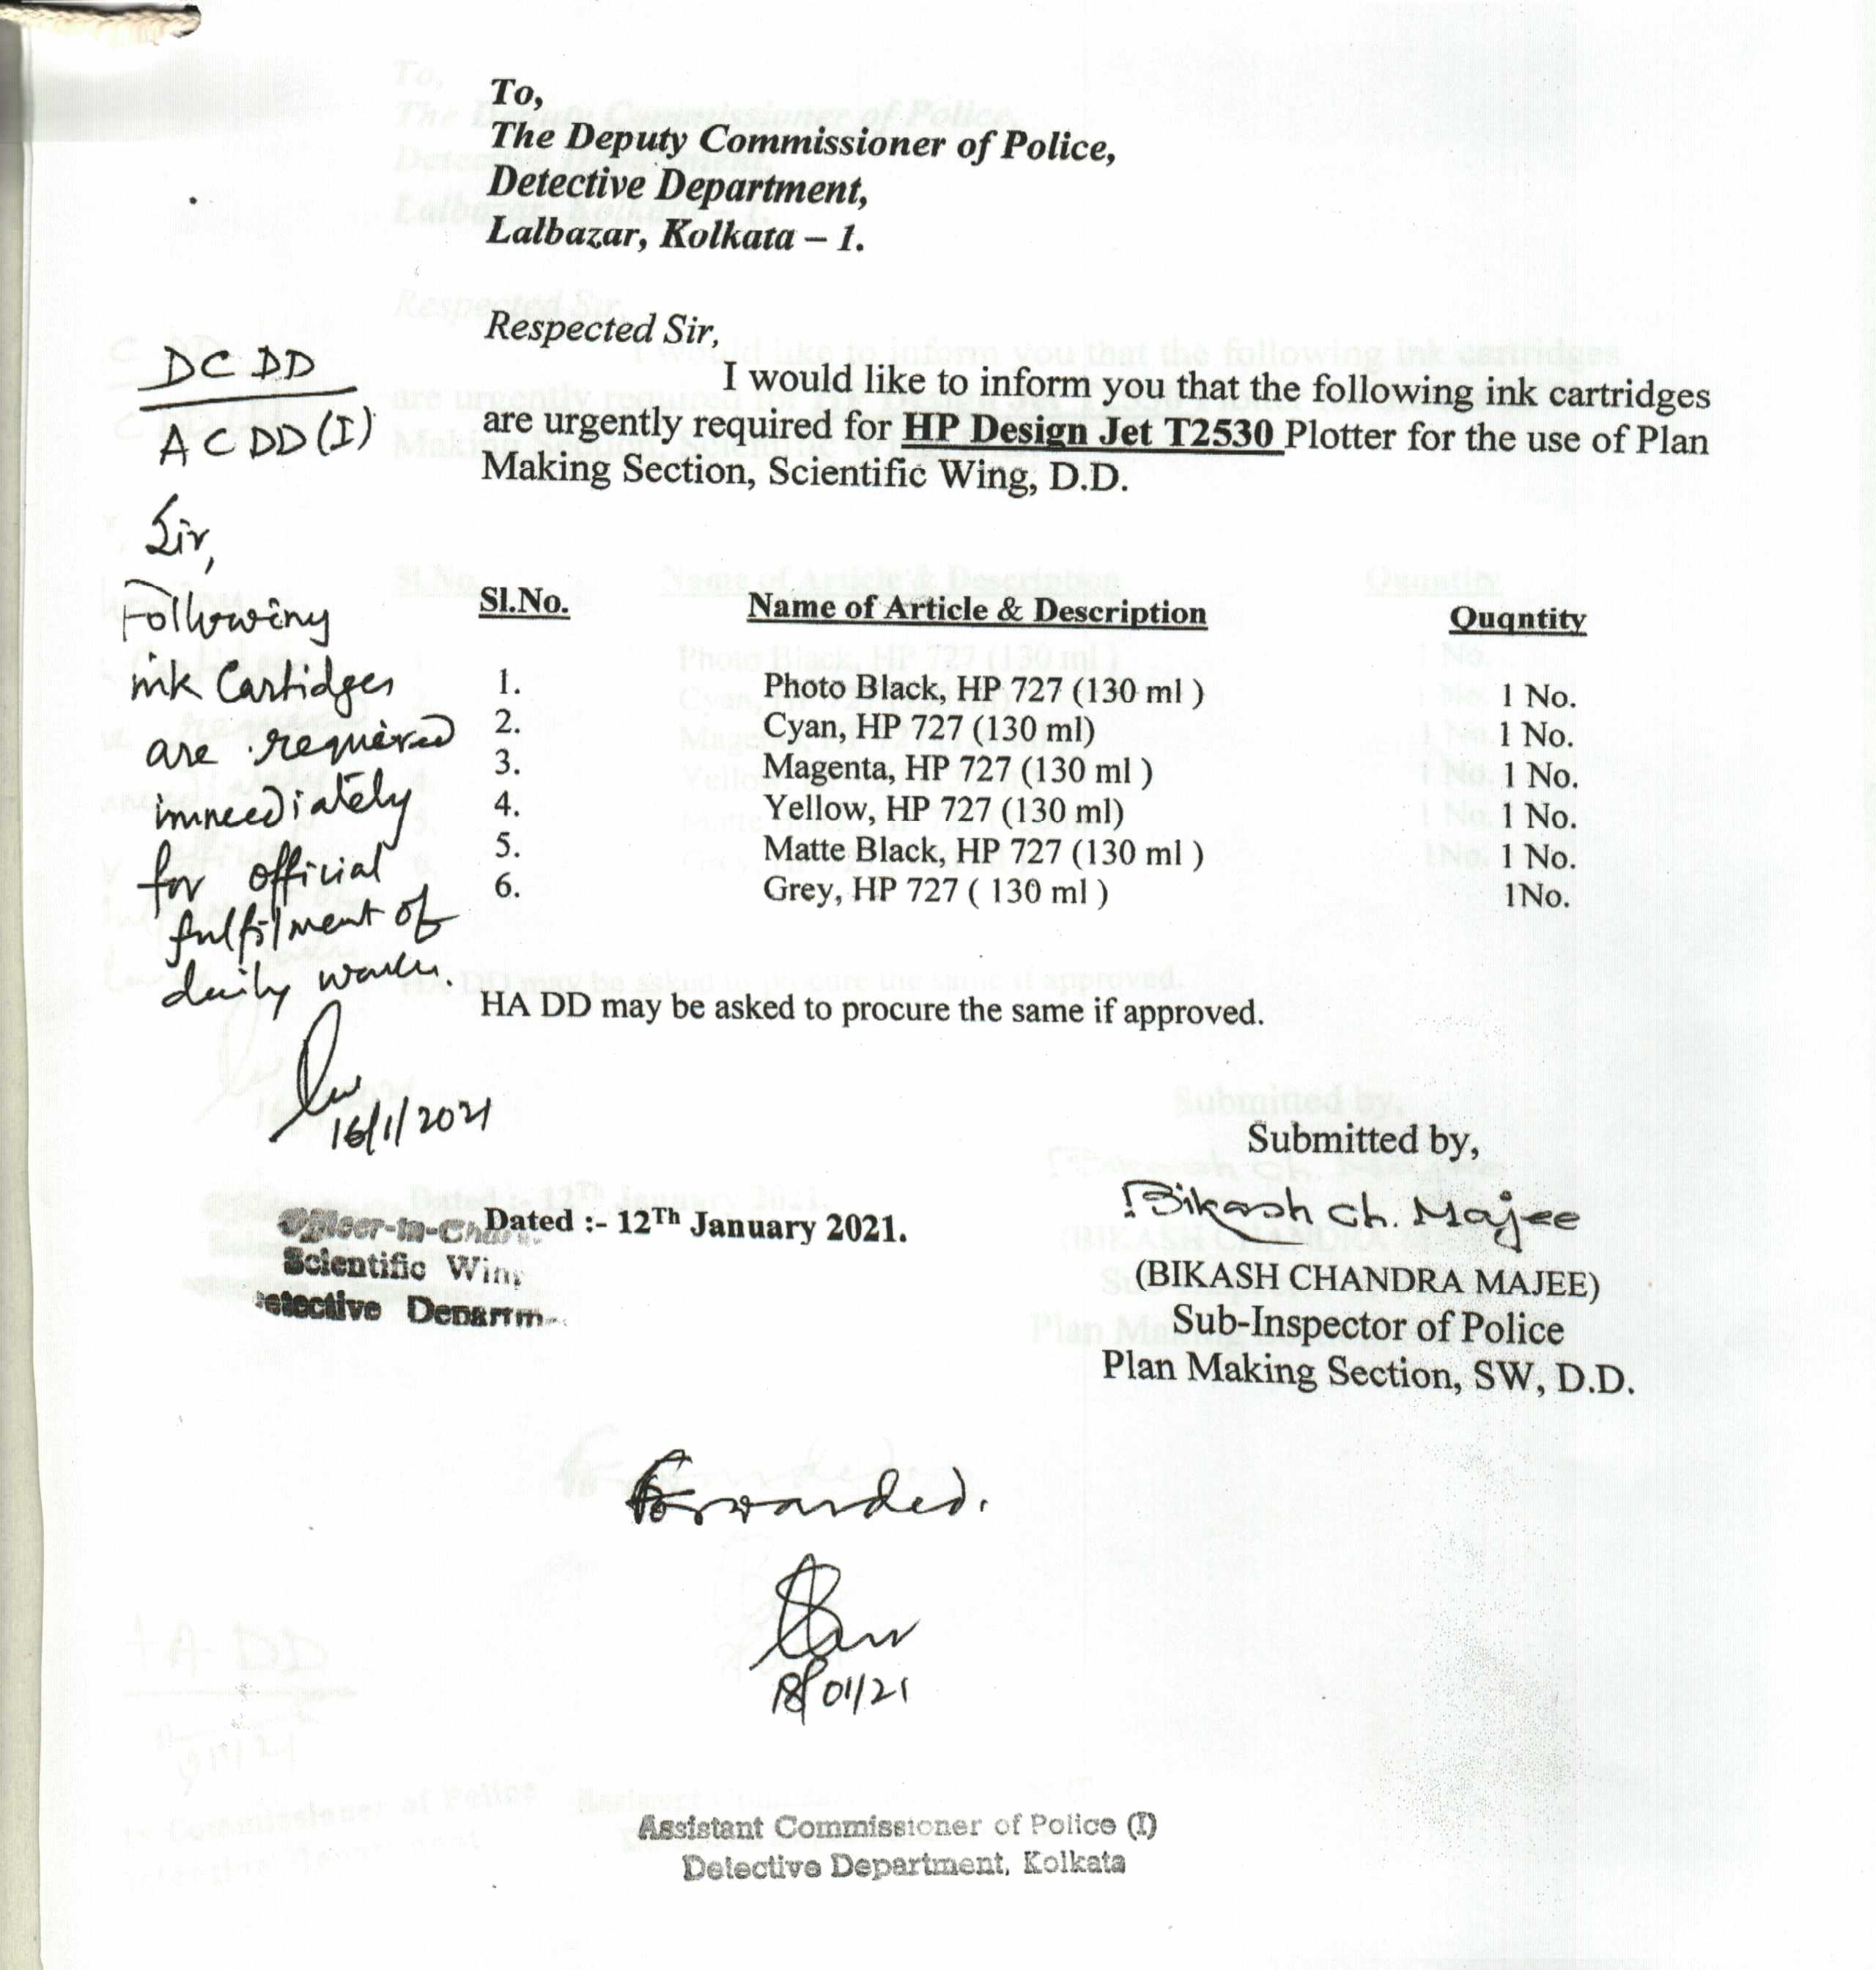 To,
The Deputy Commissioner of Police,
Detective Department,
Lalbazar, Kolkata – 1.
Respected Sir,
I would like to inform you that the following ink cartridges
are urgently required for HP Design Jet T2530 Plotter for the use of Plan
Making Section, Scientific Wing, D.D.
DC DD
ACDD(I)
Sir,
Following
ink Cartidges
are required
immediately
for official
fulfilment of
daily works.
16/1/2021
Sl.No. Name of Article & Description Quqntity
1. Photo Black, HP 727 (130 ml ) 1 No.
2. Cyan, HP 727 (130 ml) 1 No.
3. Magenta, HP 727 (130 ml ) 1 No.
4. Yellow, HP 727 (130 ml) 1 No.
5. Matte Black, HP 727 (130 ml ) 1 No.
6. Grey, HP 727 ( 130 ml ) 1No.
HA DD may be asked to procure the same if approved.
Submitted by,
Bikash Ch. Majee
(BIKASH CHANDRA MAJEE)
Sub-Inspector of Police
Plan Making Section, SW, D.D.
Dated :- 12Th January 2021.
Officer-in-Char
Scientific Win
etective Departm
Forwarded.
18/01/21
Assistant Commissioner of Police (I)
Detective Department, Kolkata